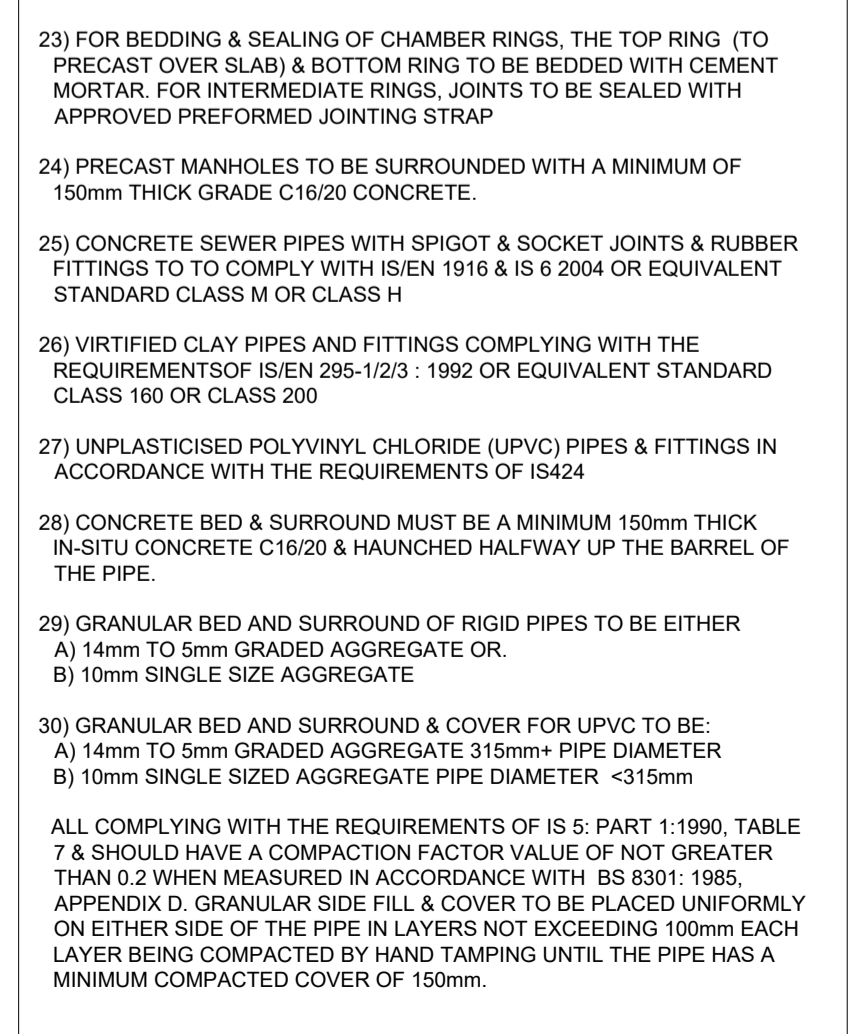 23) FOR BEDDING & SEALING OF CHAMBER RINGS, THE TOP RING (TO
PRECAST OVER SLAB) & BOTTOM RING TO BE BEDDED WITH CEMENT
MORTAR. FOR INTERMEDIATE RINGS, JOINTS TO BE SEALED WITH
APPROVED PREFORMED JOINTING STRAP
24) PRECAST MANHOLES TO BE SURROUNDED WITH A MINIMUM OF
150mm THICK GRADE C16/20 CONCRETE.
25) CONCRETE SEWER PIPES WITH SPIGOT & SOCKET JOINTS & RUBBER
FITTINGS TO TO COMPLY WITH IS/EN 1916 & IS 6 2004 OR EQUIVALENT
STANDARD CLASS M OR CLASS H
26) VIRTIFIED CLAY PIPES AND FITTINGS COMPLYING WITH THE
REQUIREMENTSOF IS/EN 295-1/2/3 : 1992 OR EQUIVALENT STANDARD
CLASS 160 OR CLASS 200
27) UNPLASTICISED POLYVINYL CHLORIDE (UPVC) PIPES & FITTINGS IN
ACCORDANCE WITH THE REQUIREMENTS OF IS424
28) CONCRETE BED & SURROUND MUST BE A MINIMUM 150mm THICK
IN-SITU CONCRETE C16/20 & HAUNCHED HALFWAY UP THE BARREL OF
THE PIPE.
29) GRANULAR BED AND SURROUND OF RIGID PIPES TO BE EITHER
A) 14mm TO 5mm GRADED AGGREGATE OR.
B) 10mm SINGLE SIZE AGGREGATE
30) GRANULAR BED AND SURROUND & COVER FOR UPVC TO BE:
A) 14mm TO 5mm GRADED AGGREGATE 315mm+ PIPE DIAMETER
B) 10mm SINGLE SIZED AGGREGATE PIPE DIAMETER <315mm
ALL COMPLYING WITH THE REQUIREMENTS OF IS 5: PART 1:1990, TABLE
7 & SHOULD HAVE A COMPACTION FACTOR VALUE OF NOT GREATER
THAN 0.2 WHEN MEASURED IN ACCORDANCE WITH BS 8301: 1985,
APPENDIX D. GRANULAR SIDE FILL & COVER TO BE PLACED UNIFORMLY
ON EITHER SIDE OF THE PIPE IN LAYERS NOT EXCEEDING 100mm EACH
LAYER BEING COMPACTED BY HAND TAMPING UNTIL THE PIPE HAS A
MINIMUM COMPACTED COVER OF 150mm.